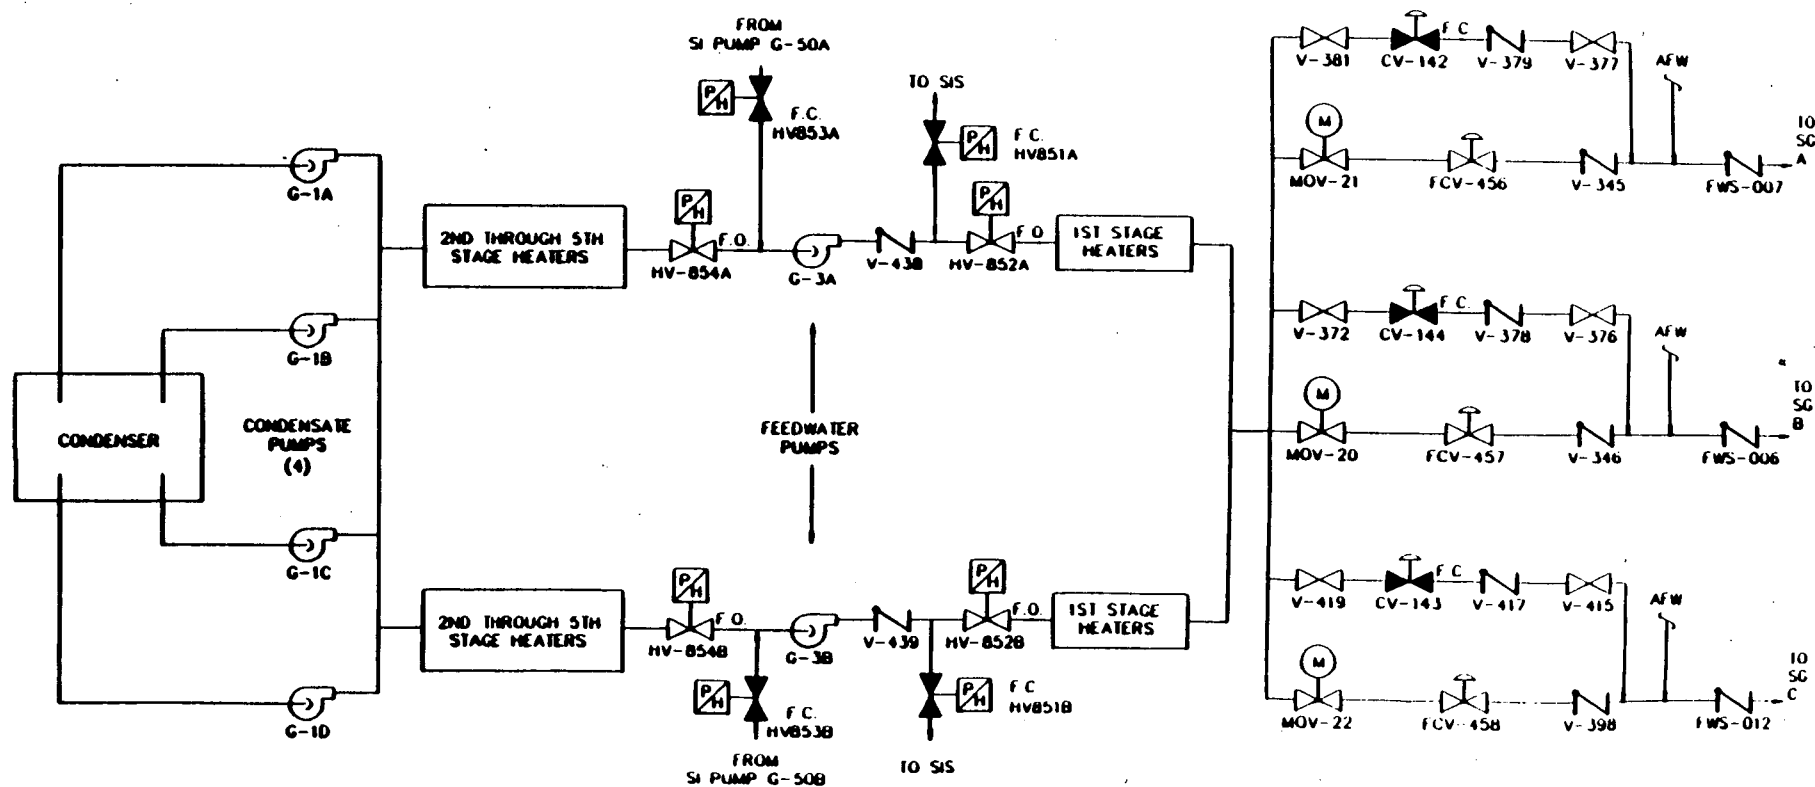 FROM
SI PUMP G-50A
P/H
F.C.
HV853A
TO SIS
P/H
F.C.
HV851A
G-1A
2ND THROUGH 5TH
STAGE HEATERS
P/H
F.O.
HV-854A
G-3A
V-438
P/H
F O
HV-852A
1ST STAGE
HEATERS
G-1B
CONDENSER
CONDENSATE
PUMPS
(4)
FEEDWATER
PUMPS
G-1C
2ND THROUGH 5TH
STAGE HEATERS
P/H
F.O.
HV-854B
G-3B
V-439
P/H
F.O.
HV-852B
1ST STAGE
HEATERS
G-1D
P/H
F.C.
HV853B
FROM
SI PUMP G-50B
P/H
F C
HV851B
TO SIS
V-381
CV-142
F C
V-379
V-377
AFW
M
MOV-21
FCV-456
V-345
FWS-007
TO
SG
A
V-372
CV-144
F C.
V-378
V-376
AFW
M
MOV-20
FCV-457
V-346
FWS-006
TO
SG
B
V-419
CV-143
F C
V-417
V-415
AFW
M
MOV-22
FCV-458
V-398
FWS-012
TO
SG
C